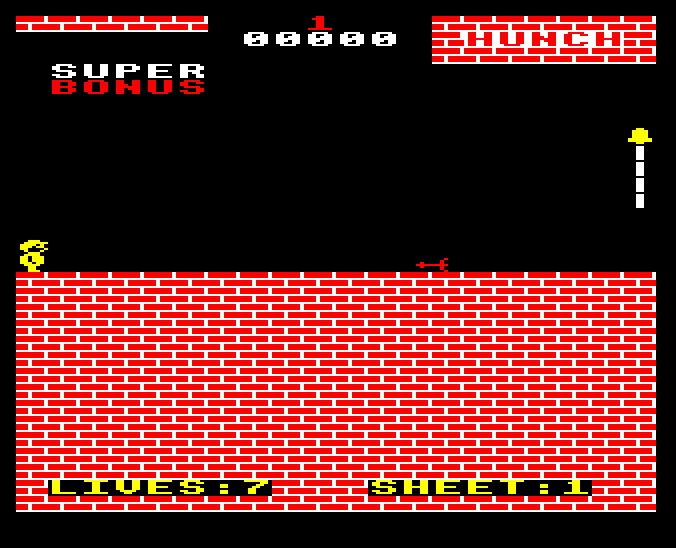 1
00000
HUNCH
SUPER
BONUS
LIVES:7
SHEET:1